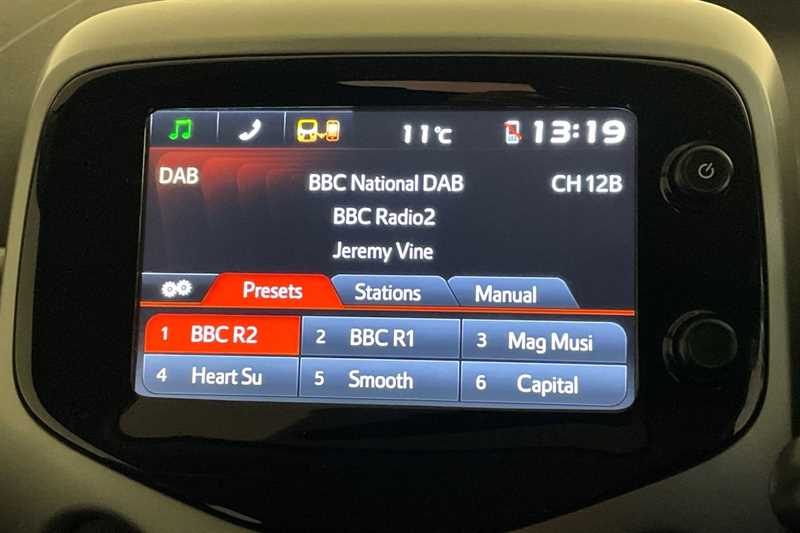 11°C 13:19
DAB BBC National DAB CH 12B
BBC Radio2
Jeremy Vine
Presets Stations Manual
1 BBC R2 2 BBC R1 3 Mag Musi
4 Heart Su 5 Smooth 6 Capital